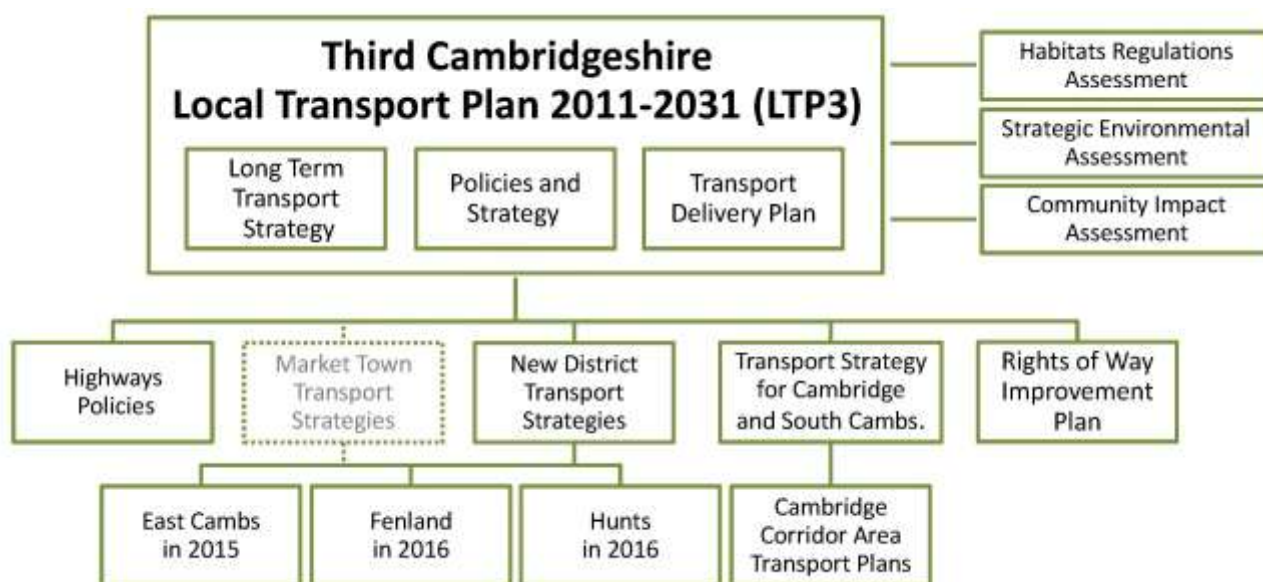 Third Cambridgeshire
Local Transport Plan 2011-2031 (LTP3)
Long Term
Transport
Strategy
Policies and
Strategy
Transport
Delivery Plan
Habitats Regulations
Assessment
Strategic Environmental
Assessment
Community Impact
Assessment
Highways
Policies
Market Town
Transport
Strategies
New District
Transport
Strategies
Transport Strategy
for Cambridge
and South Cambs.
Rights of Way
Improvement
Plan
East Cambs
in 2015
Fenland
in 2016
Hunts
in 2016
Cambridge
Corridor Area
Transport Plans